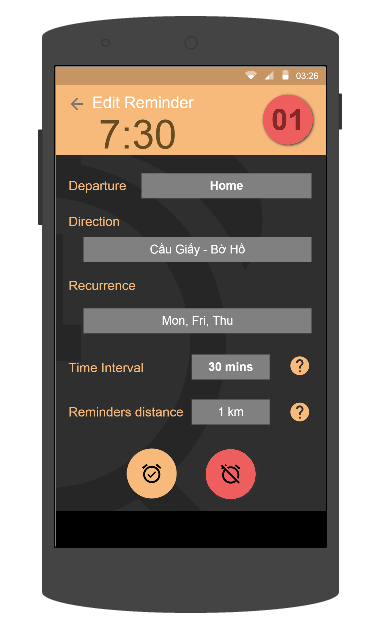 03:26
Edit Reminder
7:30
01
Departure
Home
Direction
Cầu Giấy - Bờ Hồ
Recurrence
Mon, Fri, Thu
Time Interval
30 mins
?
Reminders distance
1 km
?